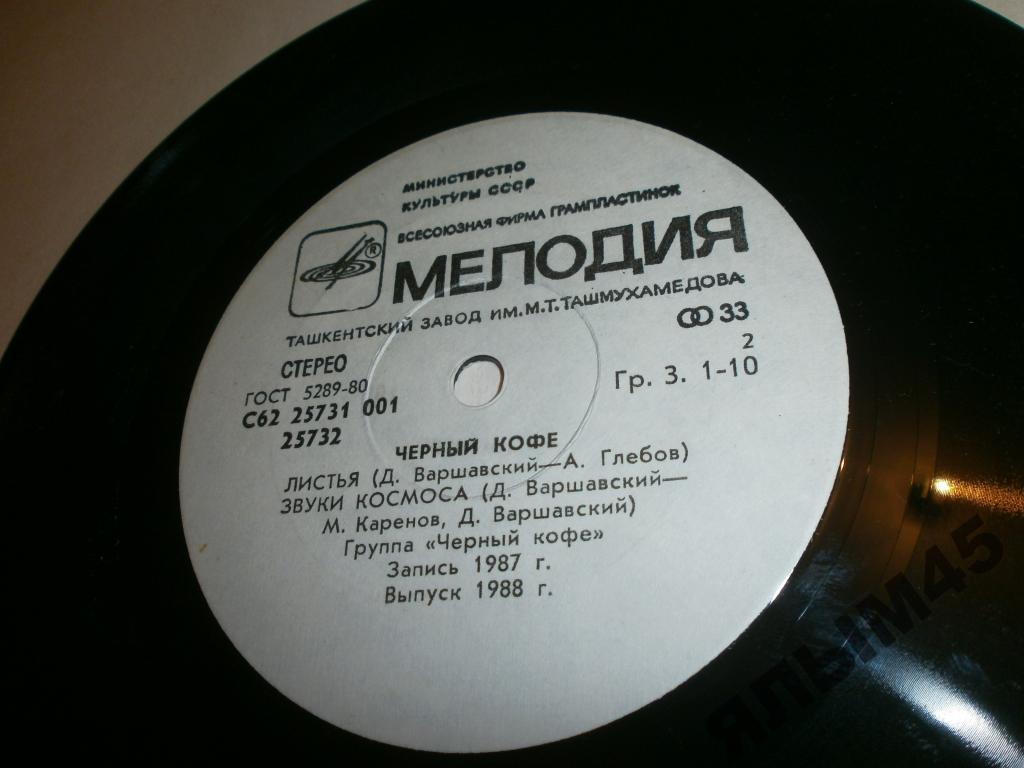 МИНИСТЕРСТВО
КУЛЬТУРЫ СССР
ВСЕСОЮЗНАЯ ФИРМА ГРАМПЛАСТИНОК
МЕЛОДИЯ
®
ТАШКЕНТСКИЙ ЗАВОД ИМ. М. Т. ТАШМУХАМЕДОВА
СТЕРЕО
33
ГОСТ 5289-80
2
С62 25731 001
Гр. 3. 1-10
25732
ЧЕРНЫЙ КОФЕ
ЛИСТЬЯ (Д. Варшавский—А. Глебов)
ЗВУКИ КОСМОСА (Д. Варшавский—
М. Каренов, Д. Варшавский)
Группа «Черный кофе»
Запись 1987 г.
Выпуск 1988 г.
ЯЛЫМ45